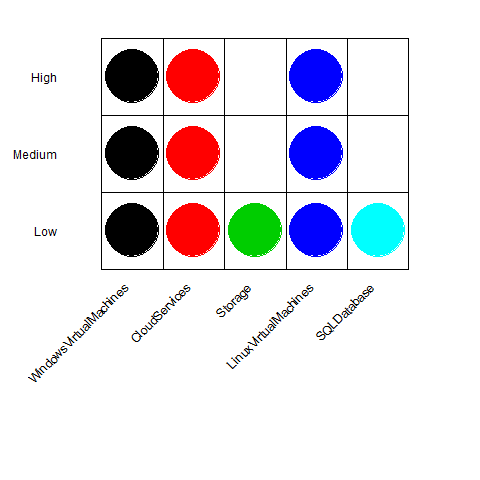 High
Medium
Low
WindowsVirtualMachines
CloudServices
Storage
LinuxVirtualMachines
SQLDatabase